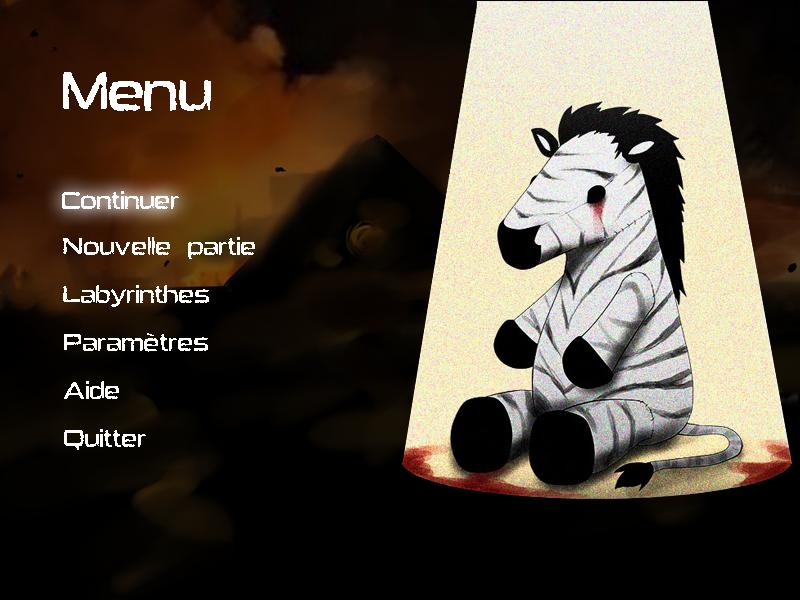 Menu
Continuer
Nouvelle partie
Labyrinthes
Paramètres
Aide
Quitter